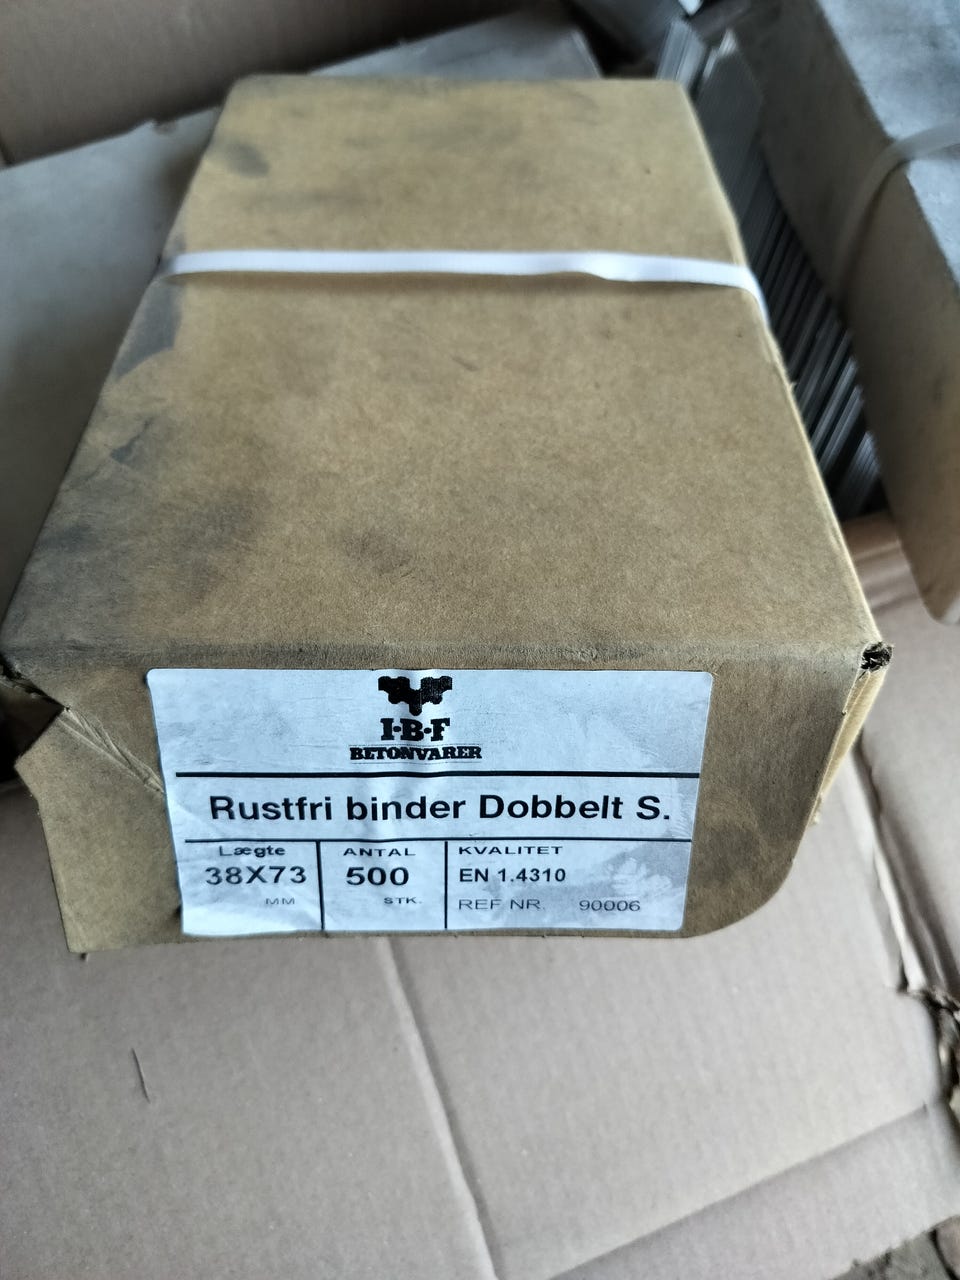 I·B·F
BETONVARER
Rustfri binder Dobbelt S.
Lægte
38X73
MM
ANTAL
500
STK.
KVALITET
EN 1.4310
REF NR. 90006